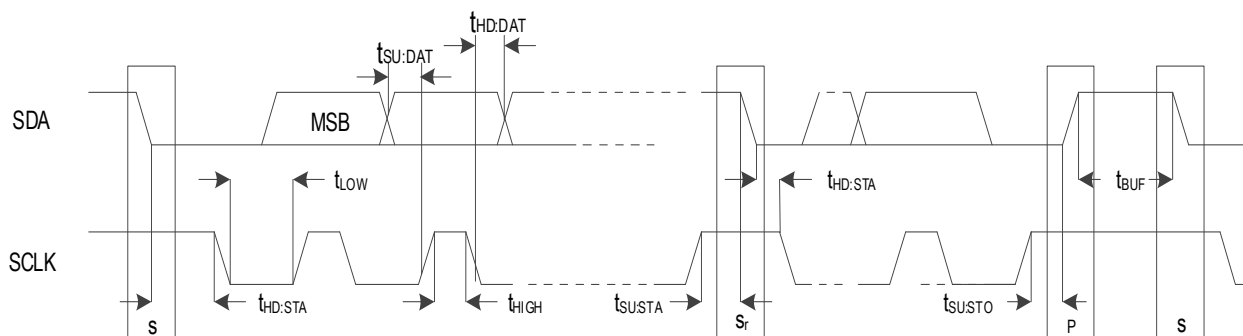 tHD:DAT
tSU:DAT
SDA
MSB
tLOW
tHD:STA
tBUF
SCLK
tHD:STA
tHIGH
tSU:STA
tSU:STO
S
Sr
P
S